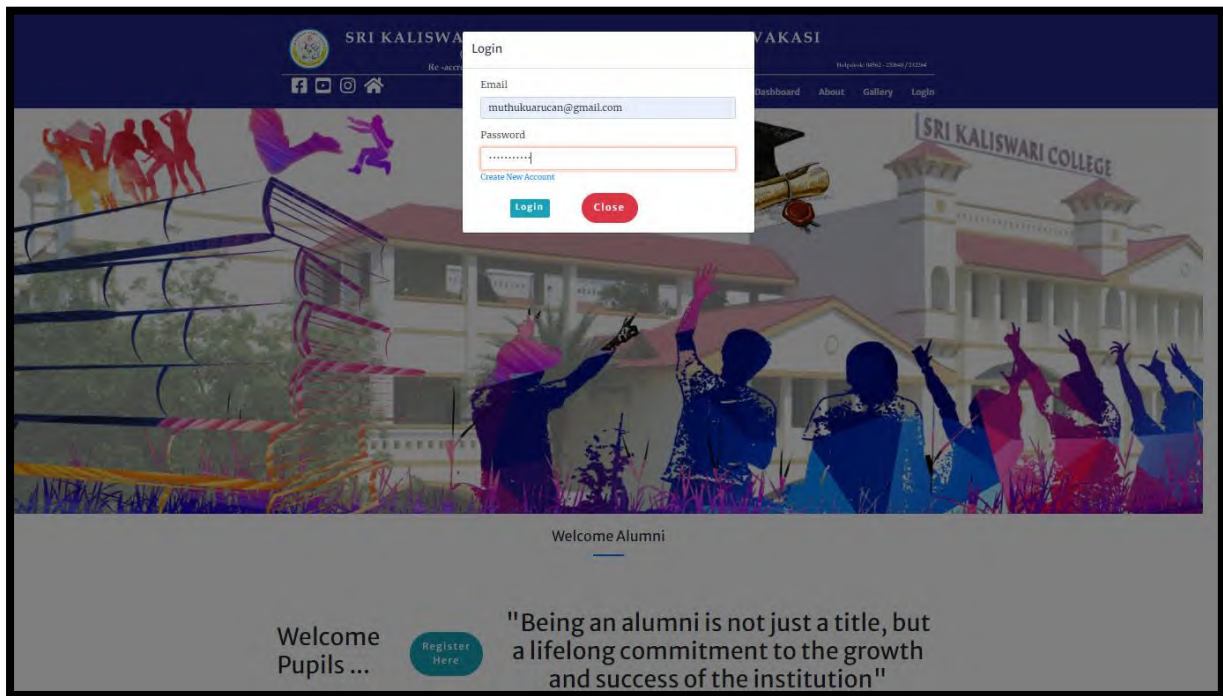 SRI KALISWA
VAKASI
Re -accre
Dashboard About Gallery Login
Login
Email
muthukuarucan@gmail.com
Password
··········
Create New Account
Login
Close
SRI KALISWARI COLLEGE
Welcome Alumni
Welcome
Pupils ...
Register
Here
"Being an alumni is not just a title, but
a lifelong commitment to the growth
and success of the institution"